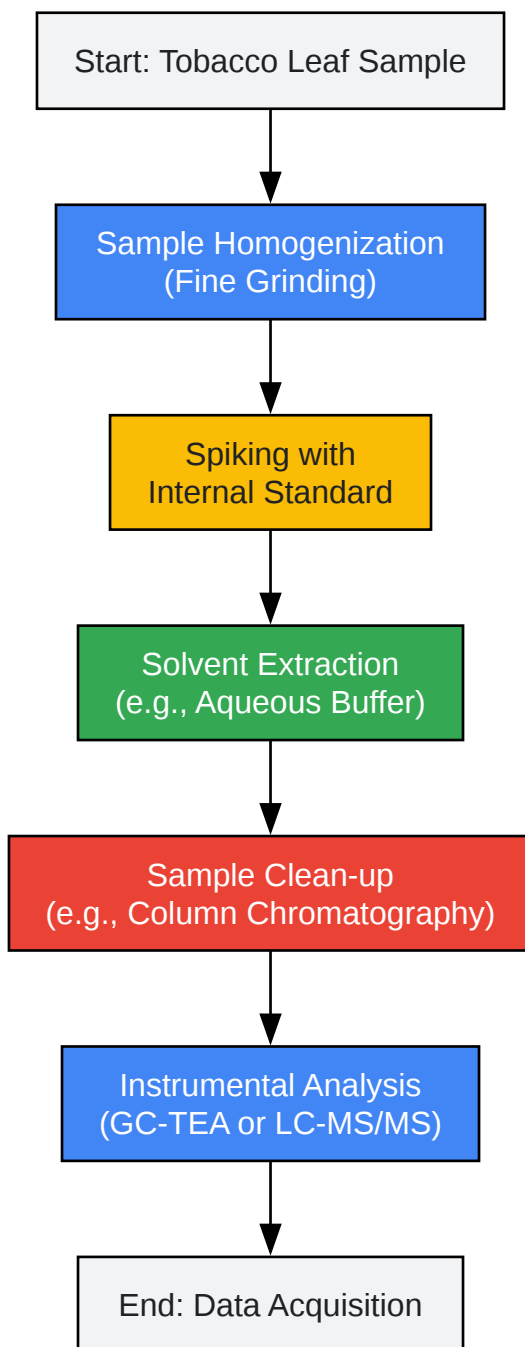 Start: Tobacco Leaf Sample
Sample Homogenization
(Fine Grinding)
Spiking with
Internal Standard
Solvent Extraction
(e.g., Aqueous Buffer)
Sample Clean-up
(e.g., Column Chromatography)
Instrumental Analysis
(GC-TEA or LC-MS/MS)
End: Data Acquisition